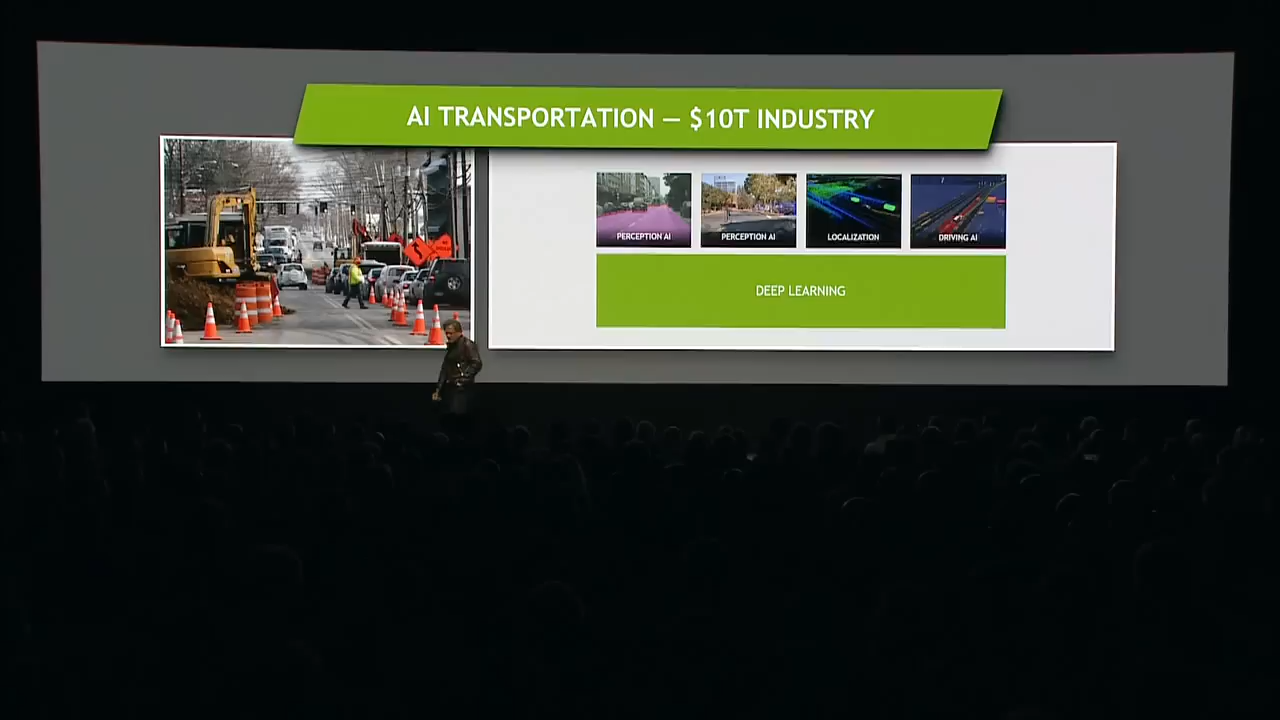 AI TRANSPORTATION — $10T INDUSTRY
PERCEPTION AI
PERCEPTION AI
LOCALIZATION
DRIVING AI
DEEP LEARNING